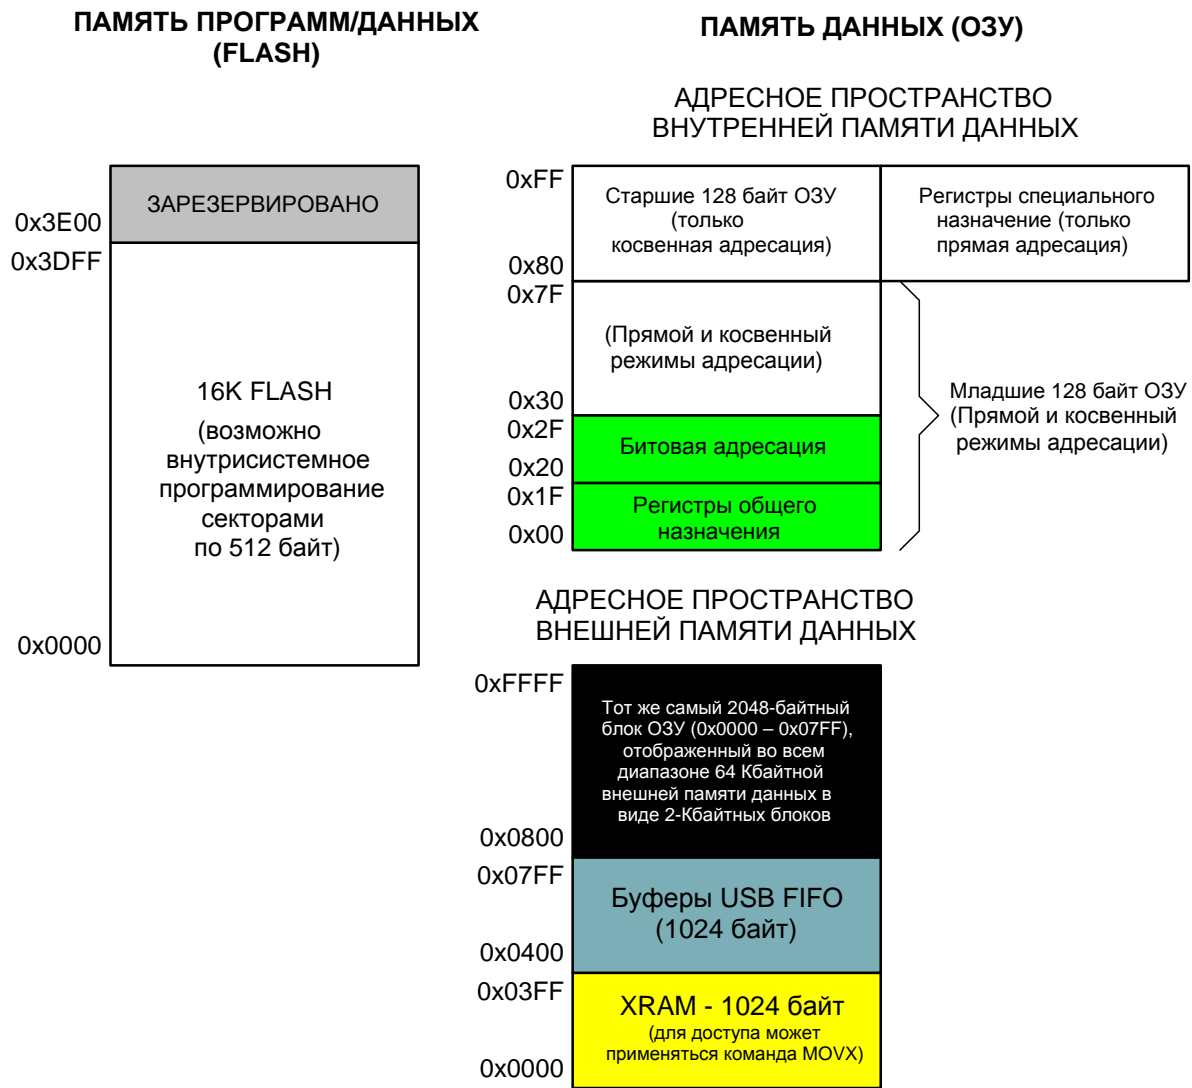 ПАМЯТЬ ПРОГРАММ/ДАННЫХ
(FLASH)
ЗАРЕЗЕРВИРОВАНО
0x3E00
0x3DFF
16K FLASH
(возможно
внутрисистемное
программирование
секторами
по 512 байт)
0x0000
ПАМЯТЬ ДАННЫХ (ОЗУ)
АДРЕСНОЕ ПРОСТРАНСТВО
ВНУТРЕННЕЙ ПАМЯТИ ДАННЫХ
0xFF
Старшие 128 байт ОЗУ
(только
косвенная адресация)
0x80
Регистры специального
назначение (только
прямая адресация)
0x7F
(Прямой и косвенный
режимы адресации)
0x30
0x2F
Битовая адресация
0x20
0x1F
Регистры общего
назначения
0x00
Младшие 128 байт ОЗУ
(Прямой и косвенный
режимы адресации)
АДРЕСНОЕ ПРОСТРАНСТВО
ВНЕШНЕЙ ПАМЯТИ ДАННЫХ
0xFFFF
Тот же самый 2048-байтный
блок ОЗУ (0x0000 – 0x07FF),
отображенный во всем
диапазоне 64 Кбайтной
внешней памяти данных в
виде 2-Кбайтных блоков
0x0800
0x07FF
Буферы USB FIFO
(1024 байт)
0x0400
0x03FF
XRAM - 1024 байт
(для доступа может
применяться команда MOVX)
0x0000